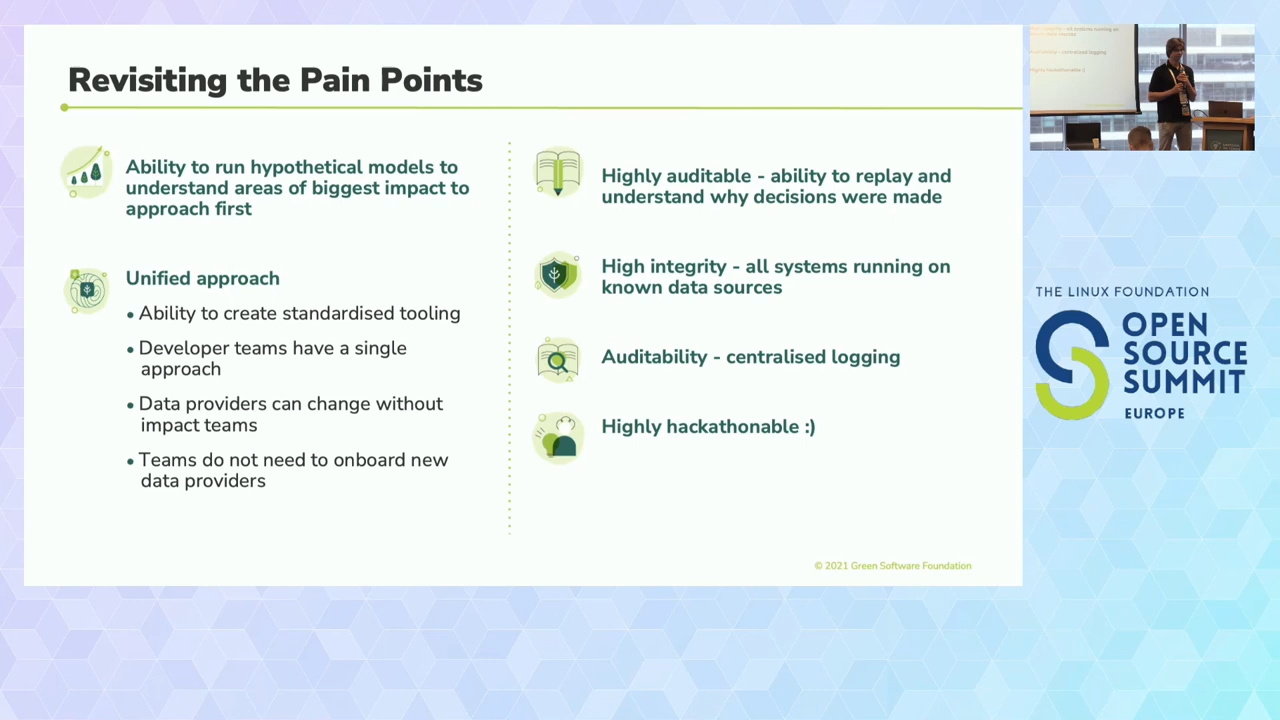 Revisiting the Pain Points
Ability to run hypothetical models to
understand areas of biggest impact to
approach first
Unified approach
• Ability to create standardised tooling
• Developer teams have a single
approach
• Data providers can change without
impact teams
• Teams do not need to onboard new
data providers
Highly auditable - ability to replay and
understand why decisions were made
High integrity - all systems running on
known data sources
Auditability - centralised logging
Highly hackathonable :)
© 2021 Green Software Foundation
THE LINUX FOUNDATION
OPEN
SOURCE
SUMMIT
EUROPE